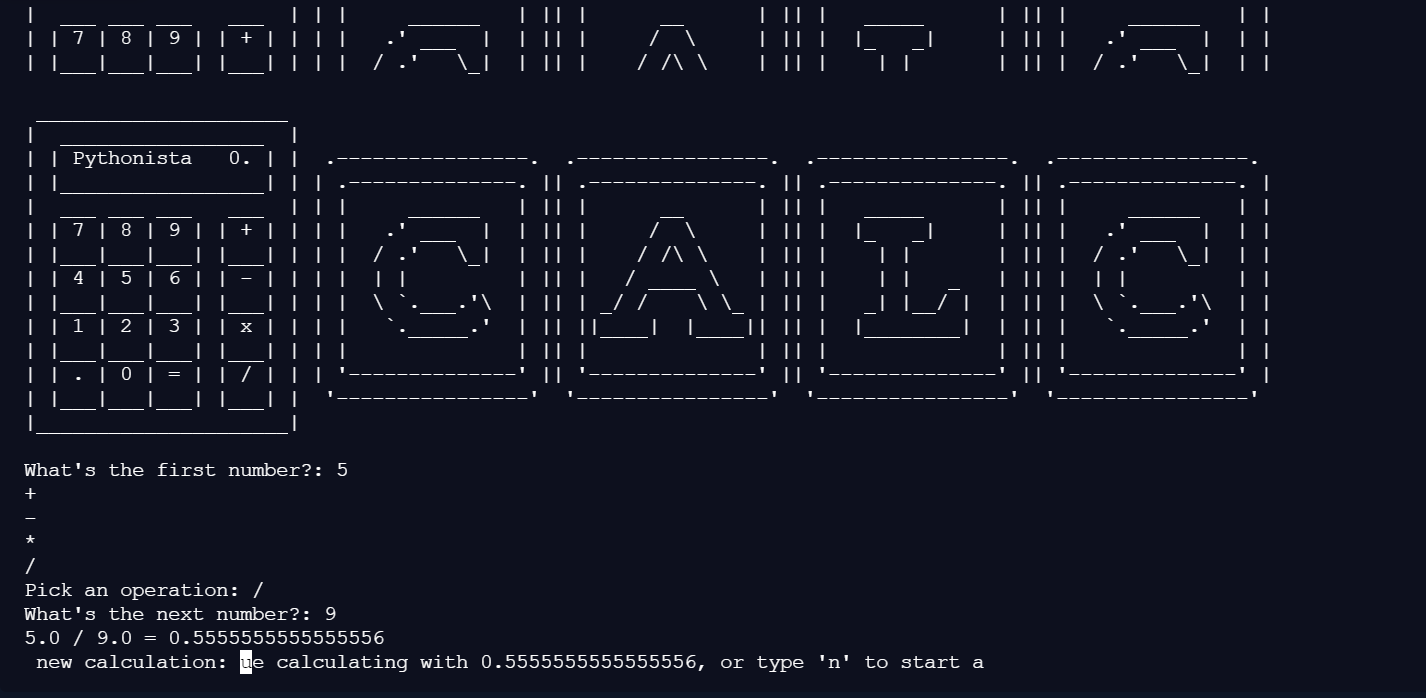 7 8 9 +
Pythonista 0.
7 8 9 +
4 5 6 -
1 2 3 x
. 0 = /
CALC
What's the first number?: 5
+
-
*
/
Pick an operation: /
What's the next number?: 9
5.0 / 9.0 = 0.5555555555555556
new calculation: ue calculating with 0.5555555555555556, or type 'n' to start a